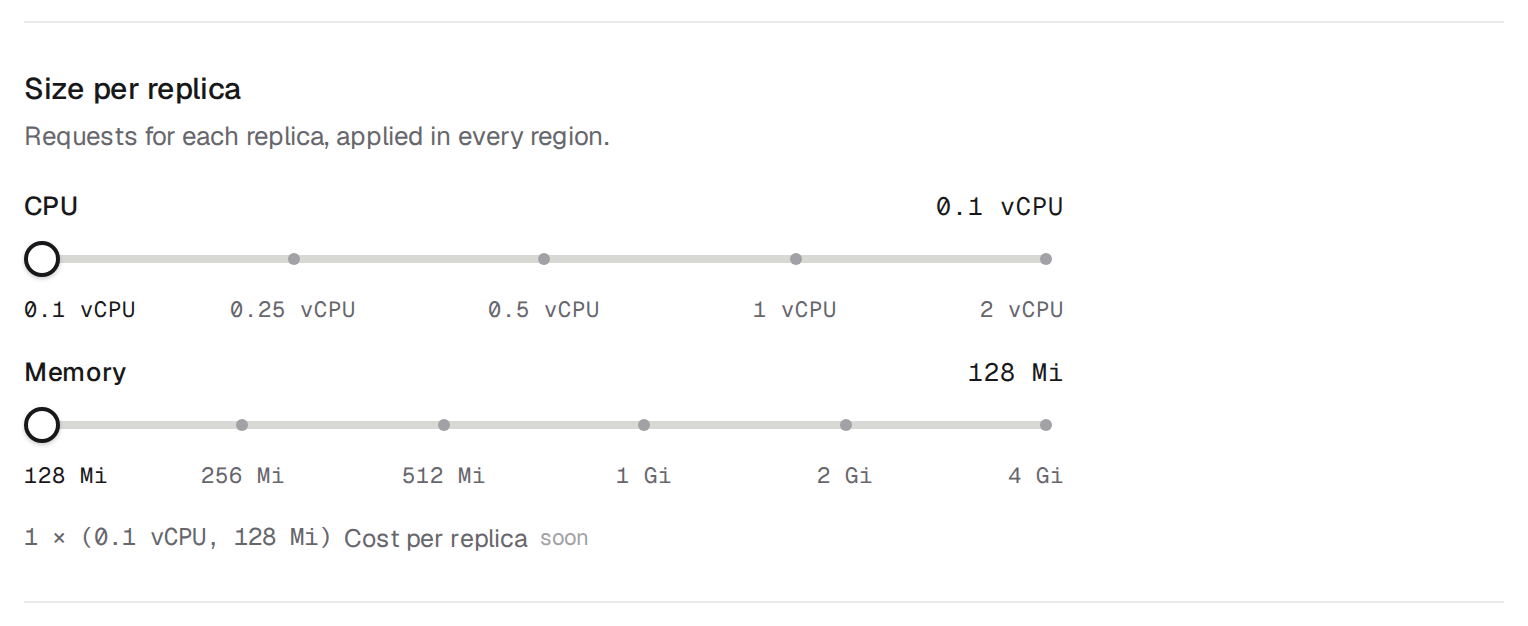 Size per replica
Requests for each replica, applied in every region.
CPU 0.1 vCPU
0.1 vCPU 0.25 vCPU 0.5 vCPU 1 vCPU 2 vCPU
Memory 128 Mi
128 Mi 256 Mi 512 Mi 1 Gi 2 Gi 4 Gi
1 × (0.1 vCPU, 128 Mi) Cost per replica soon